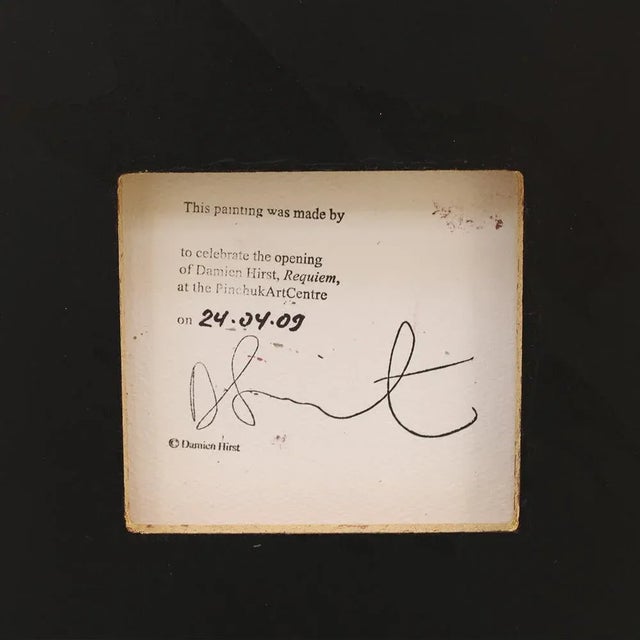 This painting was made by
to celebrate the opening
of Damien Hirst, Requiem,
at the PinchukArtCentre
on 24.04.09
© Damien Hirst